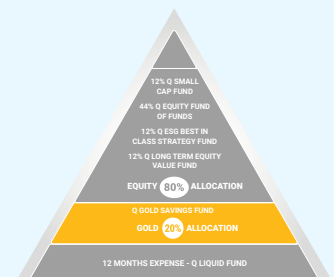 12% Q SMALL
CAP FUND
44% Q EQUITY FUND
OF FUNDS
12% Q ESG BEST IN
CLASS STRATEGY FUND
12% Q LONG TERM EQUITY
VALUE FUND
EQUITY 80% ALLOCATION
Q GOLD SAVINGS FUND
GOLD 20% ALLOCATION
12 MONTHS EXPENSE - Q LIQUID FUND